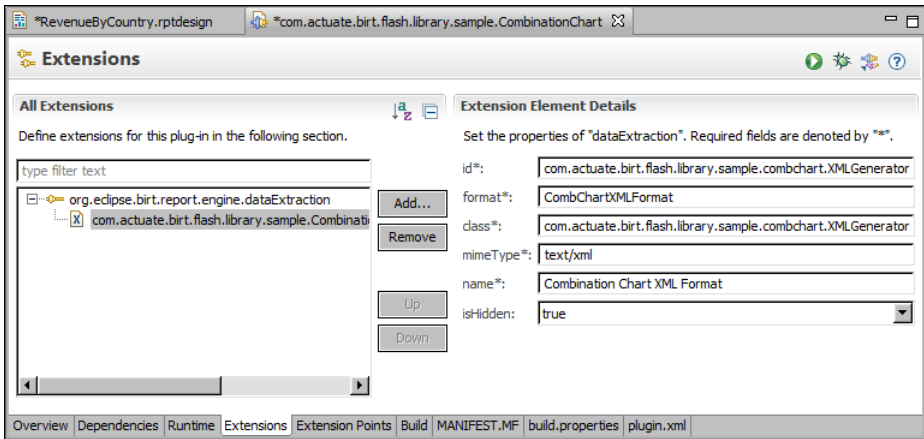 *RevenueByCountry.rptdesign
*com.actuate.birt.flash.library.sample.CombinationChart
Extensions
All Extensions
Define extensions for this plug-in in the following section.
type filter text
org.eclipse.birt.report.engine.dataExtraction
com.actuate.birt.flash.library.sample.Combinati
Add...
Remove
Up
Down
Extension Element Details
Set the properties of "dataExtraction". Required fields are denoted by "*".
id*: com.actuate.birt.flash.library.sample.combchart.XMLGenerator
format*: CombChartXMLFormat
class*: com.actuate.birt.flash.library.sample.combchart.XMLGenerator
mimeType*: text/xml
name*: Combination Chart XML Format
isHidden: true
Overview Dependencies Runtime Extensions Extension Points Build MANIFEST.MF build.properties plugin.xml